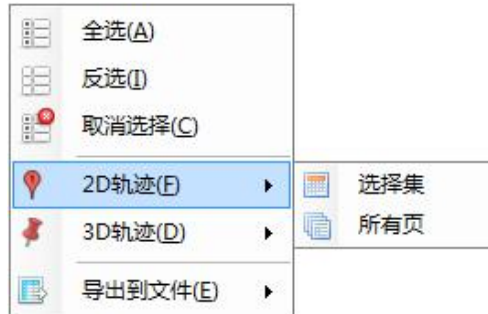 全选(A)
反选(I)
取消选择(C)
2D轨迹(F)
选择集
3D轨迹(D)
所有页
导出到文件(E)